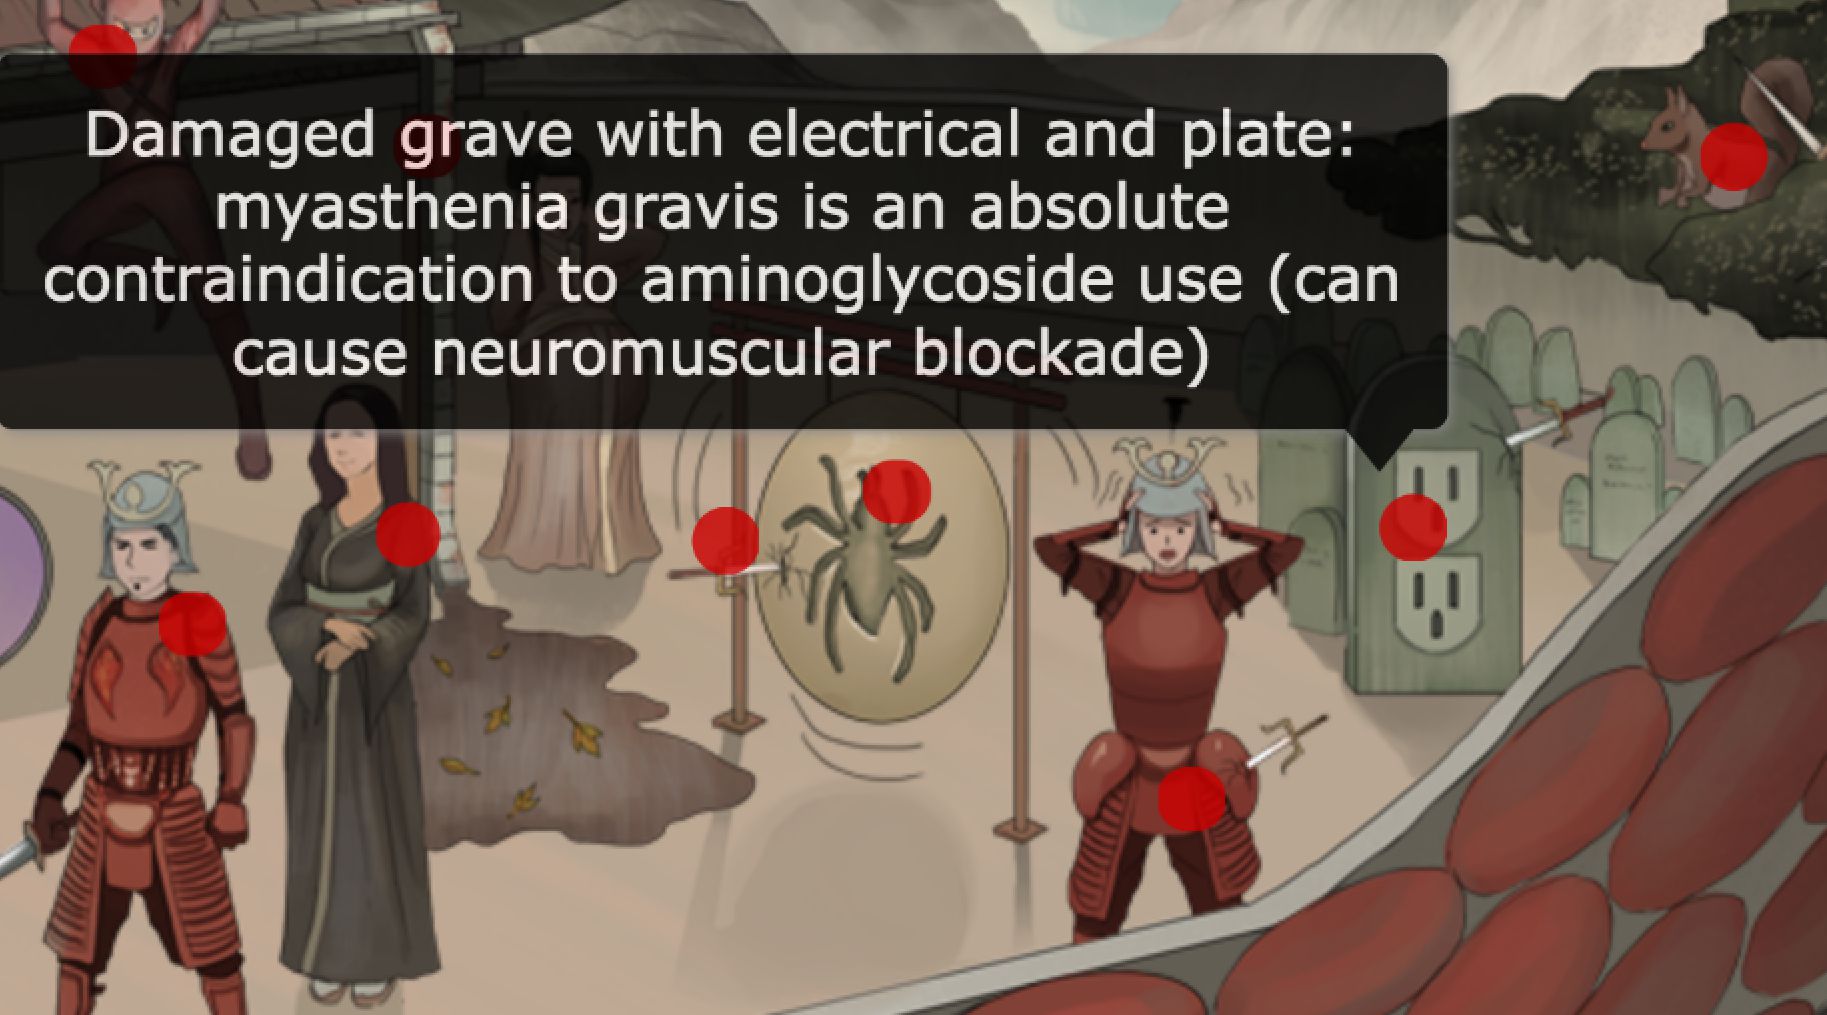 Damaged grave with electrical and plate:
myasthenia gravis is an absolute
contraindication to aminoglycoside use (can
cause neuromuscular blockade)